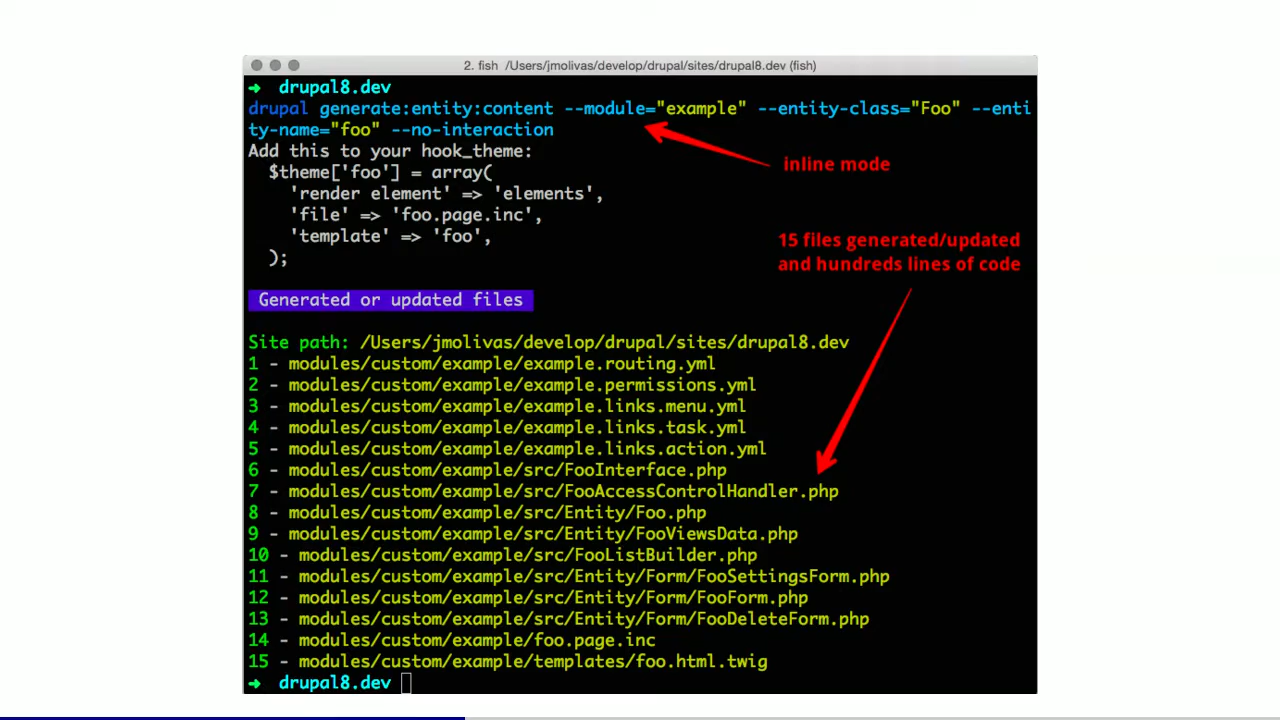 2. fish /Users/jmolivas/develop/drupal/sites/drupal8.dev (fish)
➜ drupal8.dev
drupal generate:entity:content --module="example" --entity-class="Foo" --enti
ty-name="foo" --no-interaction
Add this to your hook_theme:
$theme['foo'] = array(
'render element' => 'elements',
'file' => 'foo.page.inc',
'template' => 'foo',
);
inline mode
15 files generated/updated
and hundreds lines of code
Generated or updated files
Site path: /Users/jmolivas/develop/drupal/sites/drupal8.dev
1 - modules/custom/example/example.routing.yml
2 - modules/custom/example/example.permissions.yml
3 - modules/custom/example/example.links.menu.yml
4 - modules/custom/example/example.links.task.yml
5 - modules/custom/example/example.links.action.yml
6 - modules/custom/example/src/FooInterface.php
7 - modules/custom/example/src/FooAccessControlHandler.php
8 - modules/custom/example/src/Entity/Foo.php
9 - modules/custom/example/src/Entity/FooViewsData.php
10 - modules/custom/example/src/FooListBuilder.php
11 - modules/custom/example/src/Entity/Form/FooSettingsForm.php
12 - modules/custom/example/src/Entity/Form/FooForm.php
13 - modules/custom/example/src/Entity/Form/FooDeleteForm.php
14 - modules/custom/example/foo.page.inc
15 - modules/custom/example/templates/foo.html.twig
➜ drupal8.dev